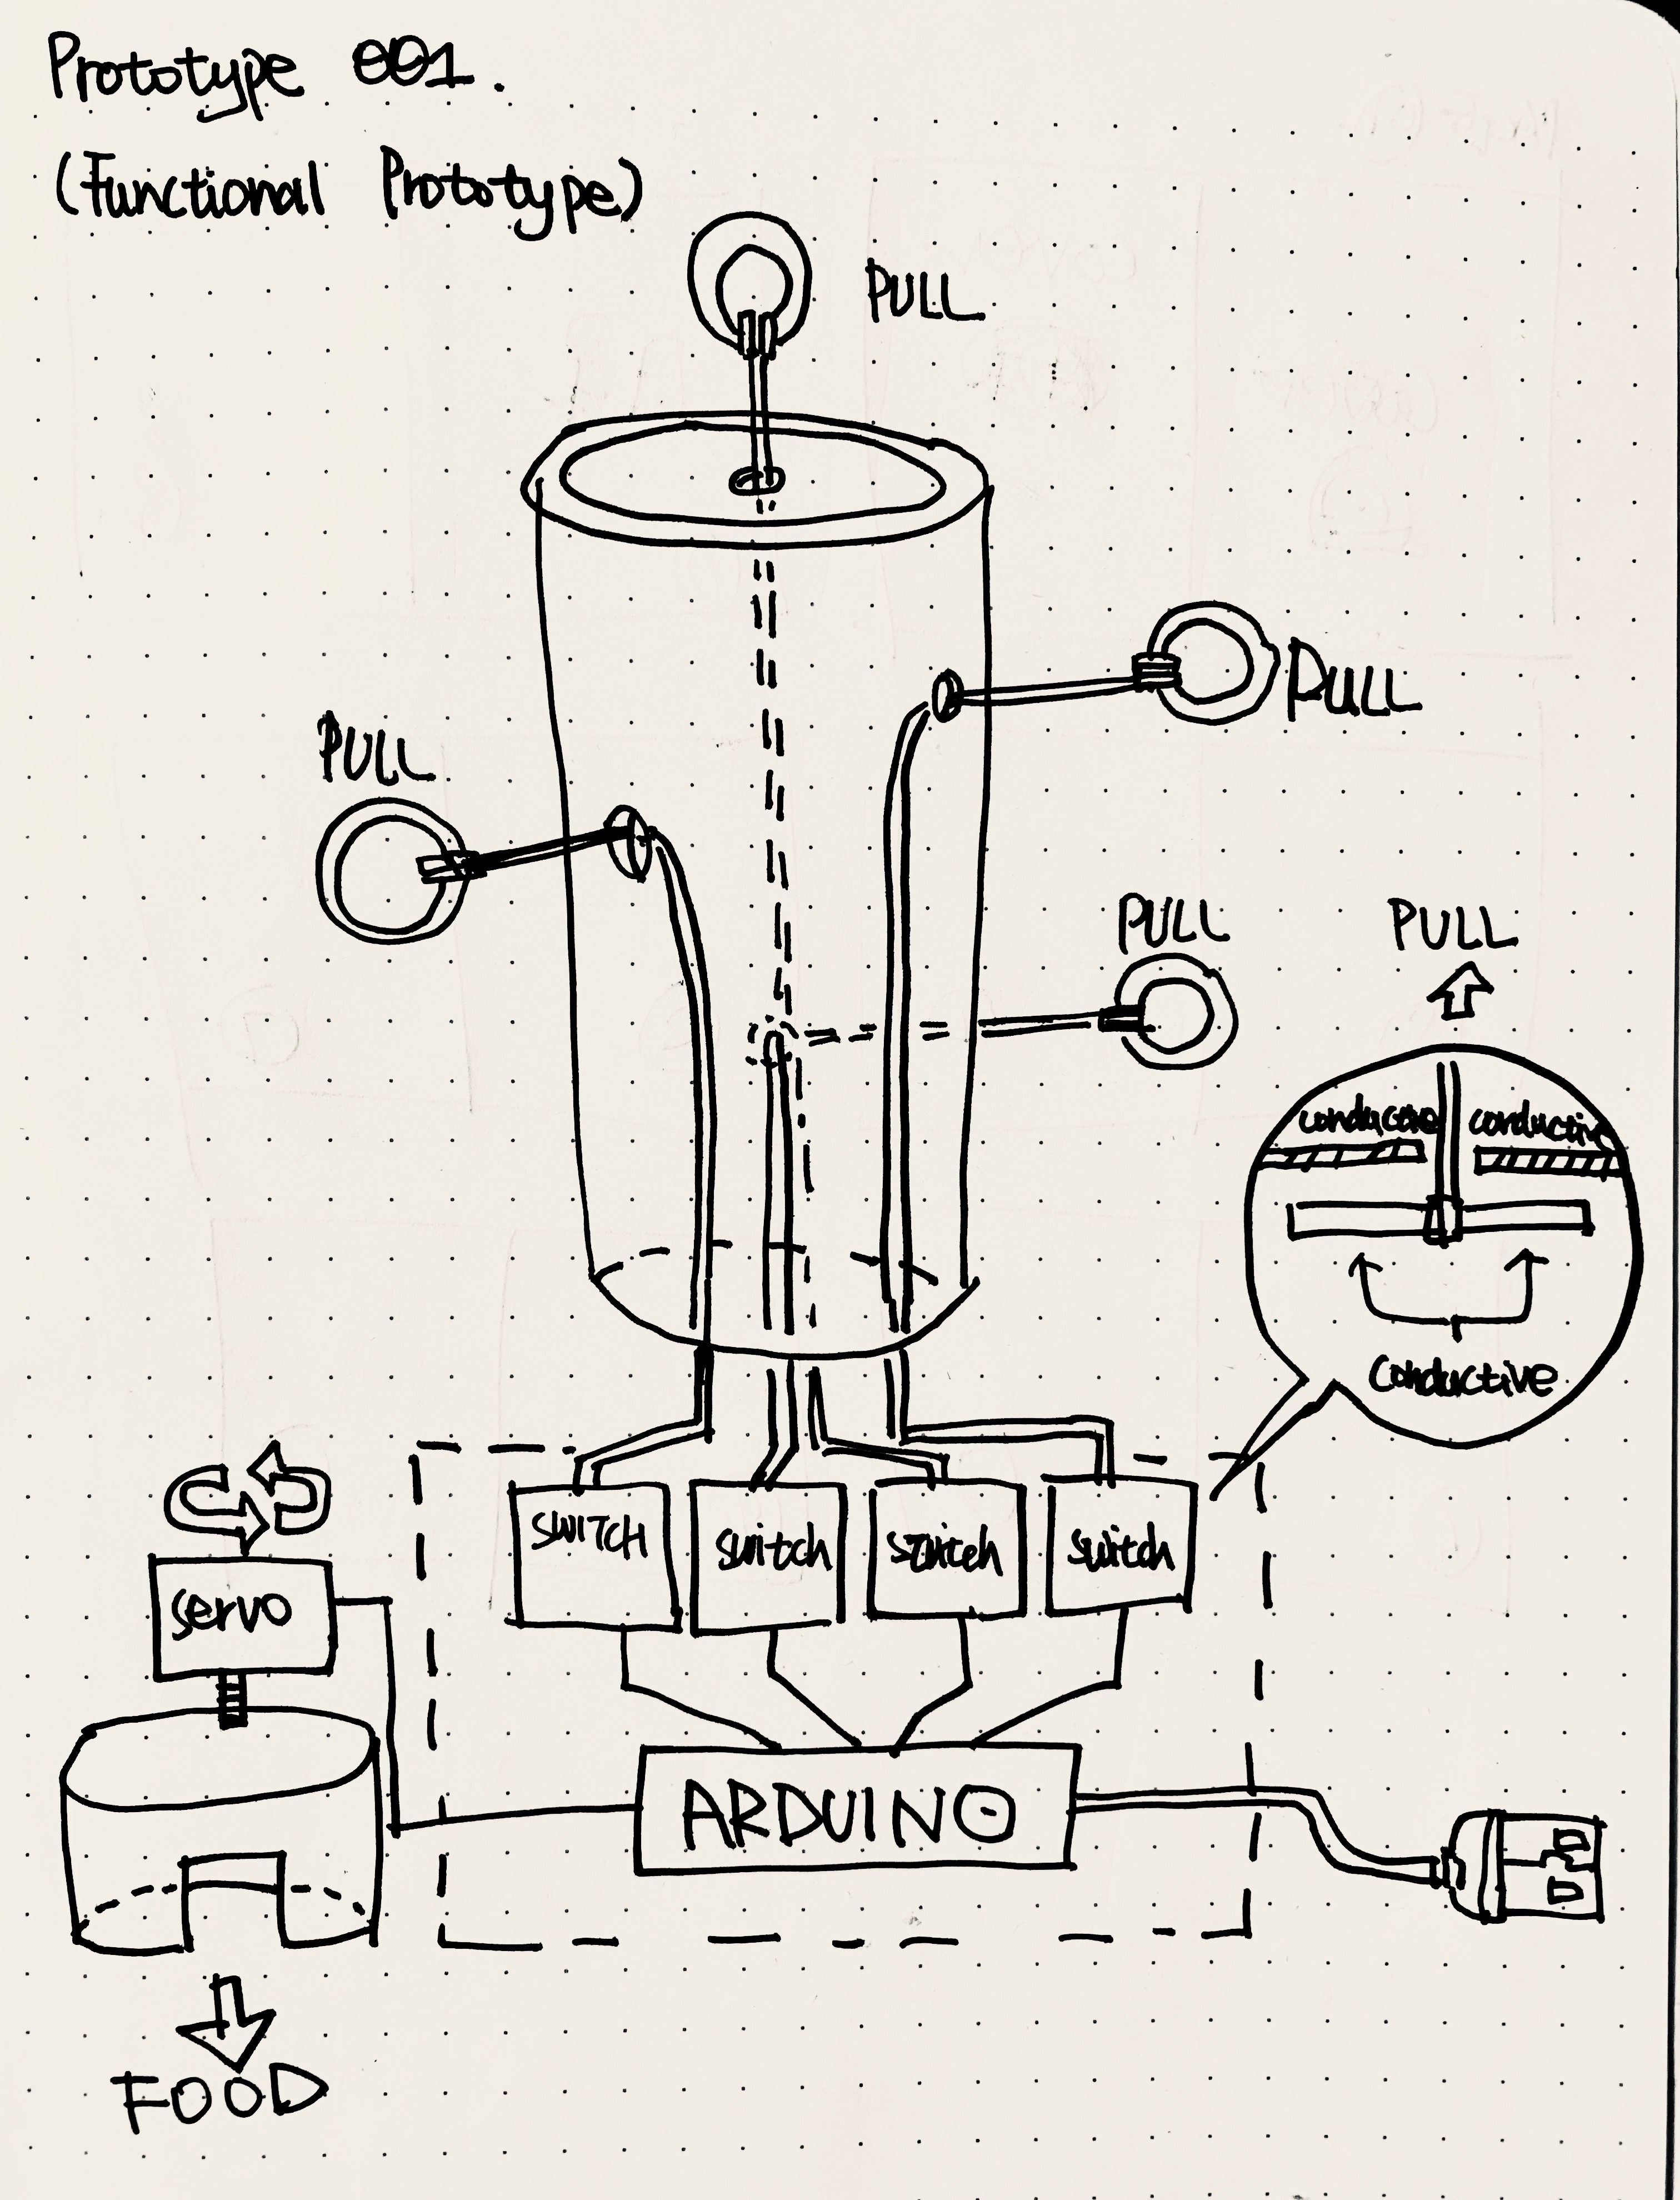 Prototype 001.
(Functional Prototype)
PULL
PULL
PULL
PULL
PULL
conductive conductive
conductive
SWITCH switch switch switch
servo
ARDUINO
FOOD